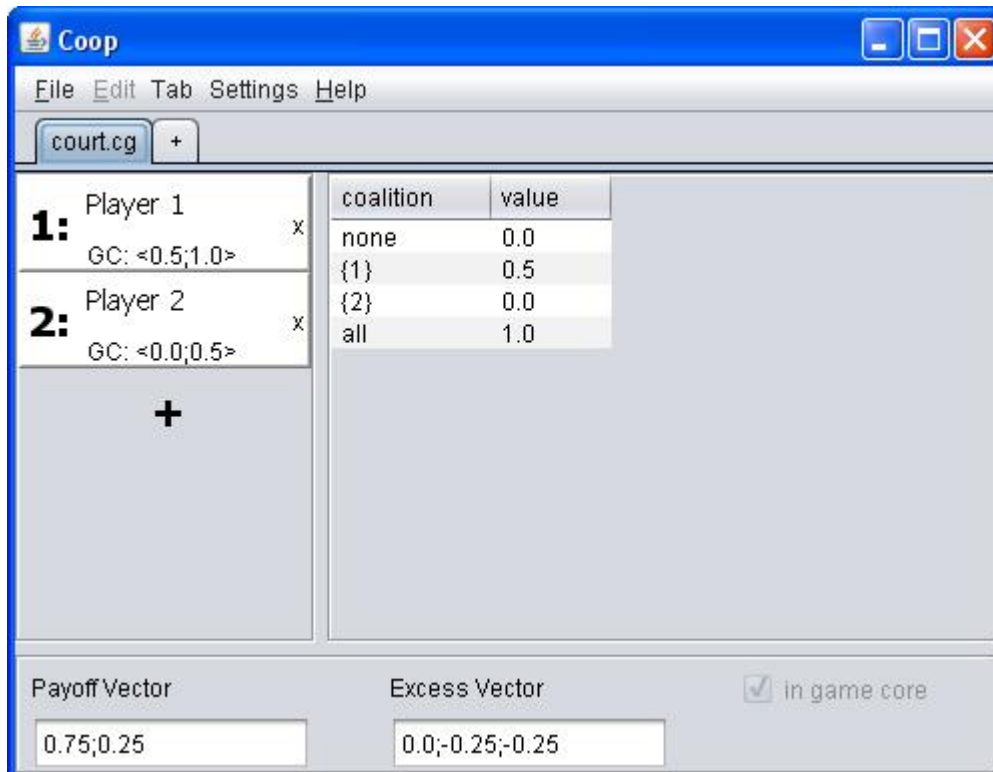 Coop
File Edit Tab Settings Help
court.cg +
1: Player 1 x
GC: <0.5;1.0>
2: Player 2 x
GC: <0.0;0.5>
+
coalition value
none 0.0
{1} 0.5
{2} 0.0
all 1.0
Payoff Vector Excess Vector in game core
0.75;0.25 0.0;-0.25;-0.25